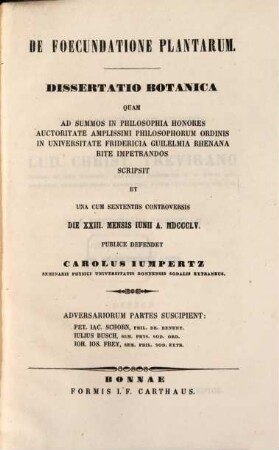 DE FOECUNDATIONE PLANTARUM.
DISSERTATIO BOTANICA
QUAM
AD SUMMOS IN PHILOSOPHIA HONORES
AUCTORITATE AMPLISSIMI PHILOSOPHORUM ORDINIS
IN UNIVERSITATE FRIDERICIA GUILELMIA RHENANA
RITE IMPETRANDOS
SCRIPSIT
ET
UNA CUM SENTENTIIS CONTROVERSIS
DIE XXIII. MENSIS IUNII A. MDCCCLV.
PUBLICE DEFENDET
CAROLUS IUMPERTZ
SEMINARII PHYSICI UNIVERSITATIS BONNENSIS SODALIS EXTRANEUS.
ADVERSARIORUM PARTES SUSCIPIENT:
PET. IAC. SCHORN, PHIL. DR. REDEMT.
IULIUS BUSCH, SEM. PHYS. SOD. ORD.
IOH. IOS. FREY, SEM. PHIL. SOD. EXTR.
BONNAE
FORMIS I. F. CARTHAUS.